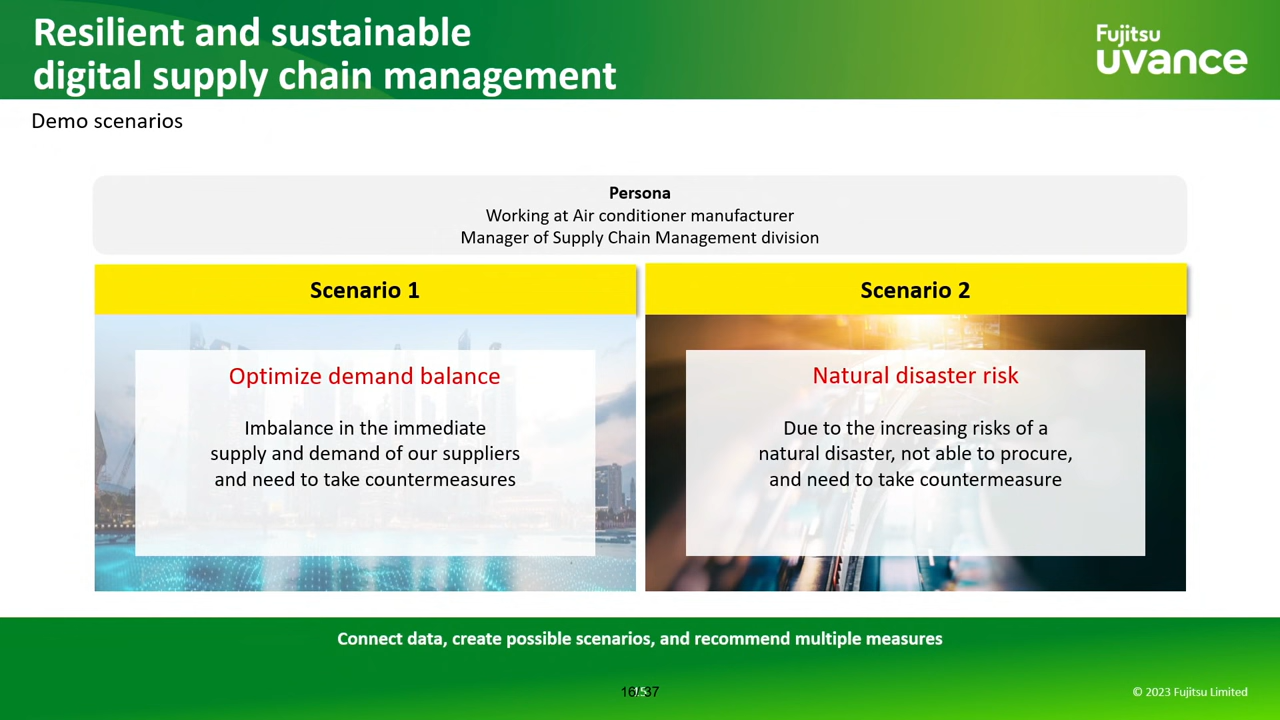 Resilient and sustainable
digital supply chain management
Fujitsu
uvance
Demo scenarios
Persona
Working at Air conditioner manufacturer
Manager of Supply Chain Management division
Scenario 1
Optimize demand balance
Imbalance in the immediate
supply and demand of our suppliers
and need to take countermeasures
Scenario 2
Natural disaster risk
Due to the increasing risks of a
natural disaster, not able to procure,
and need to take countermeasure
Connect data, create possible scenarios, and recommend multiple measures
16/37
© 2023 Fujitsu Limited